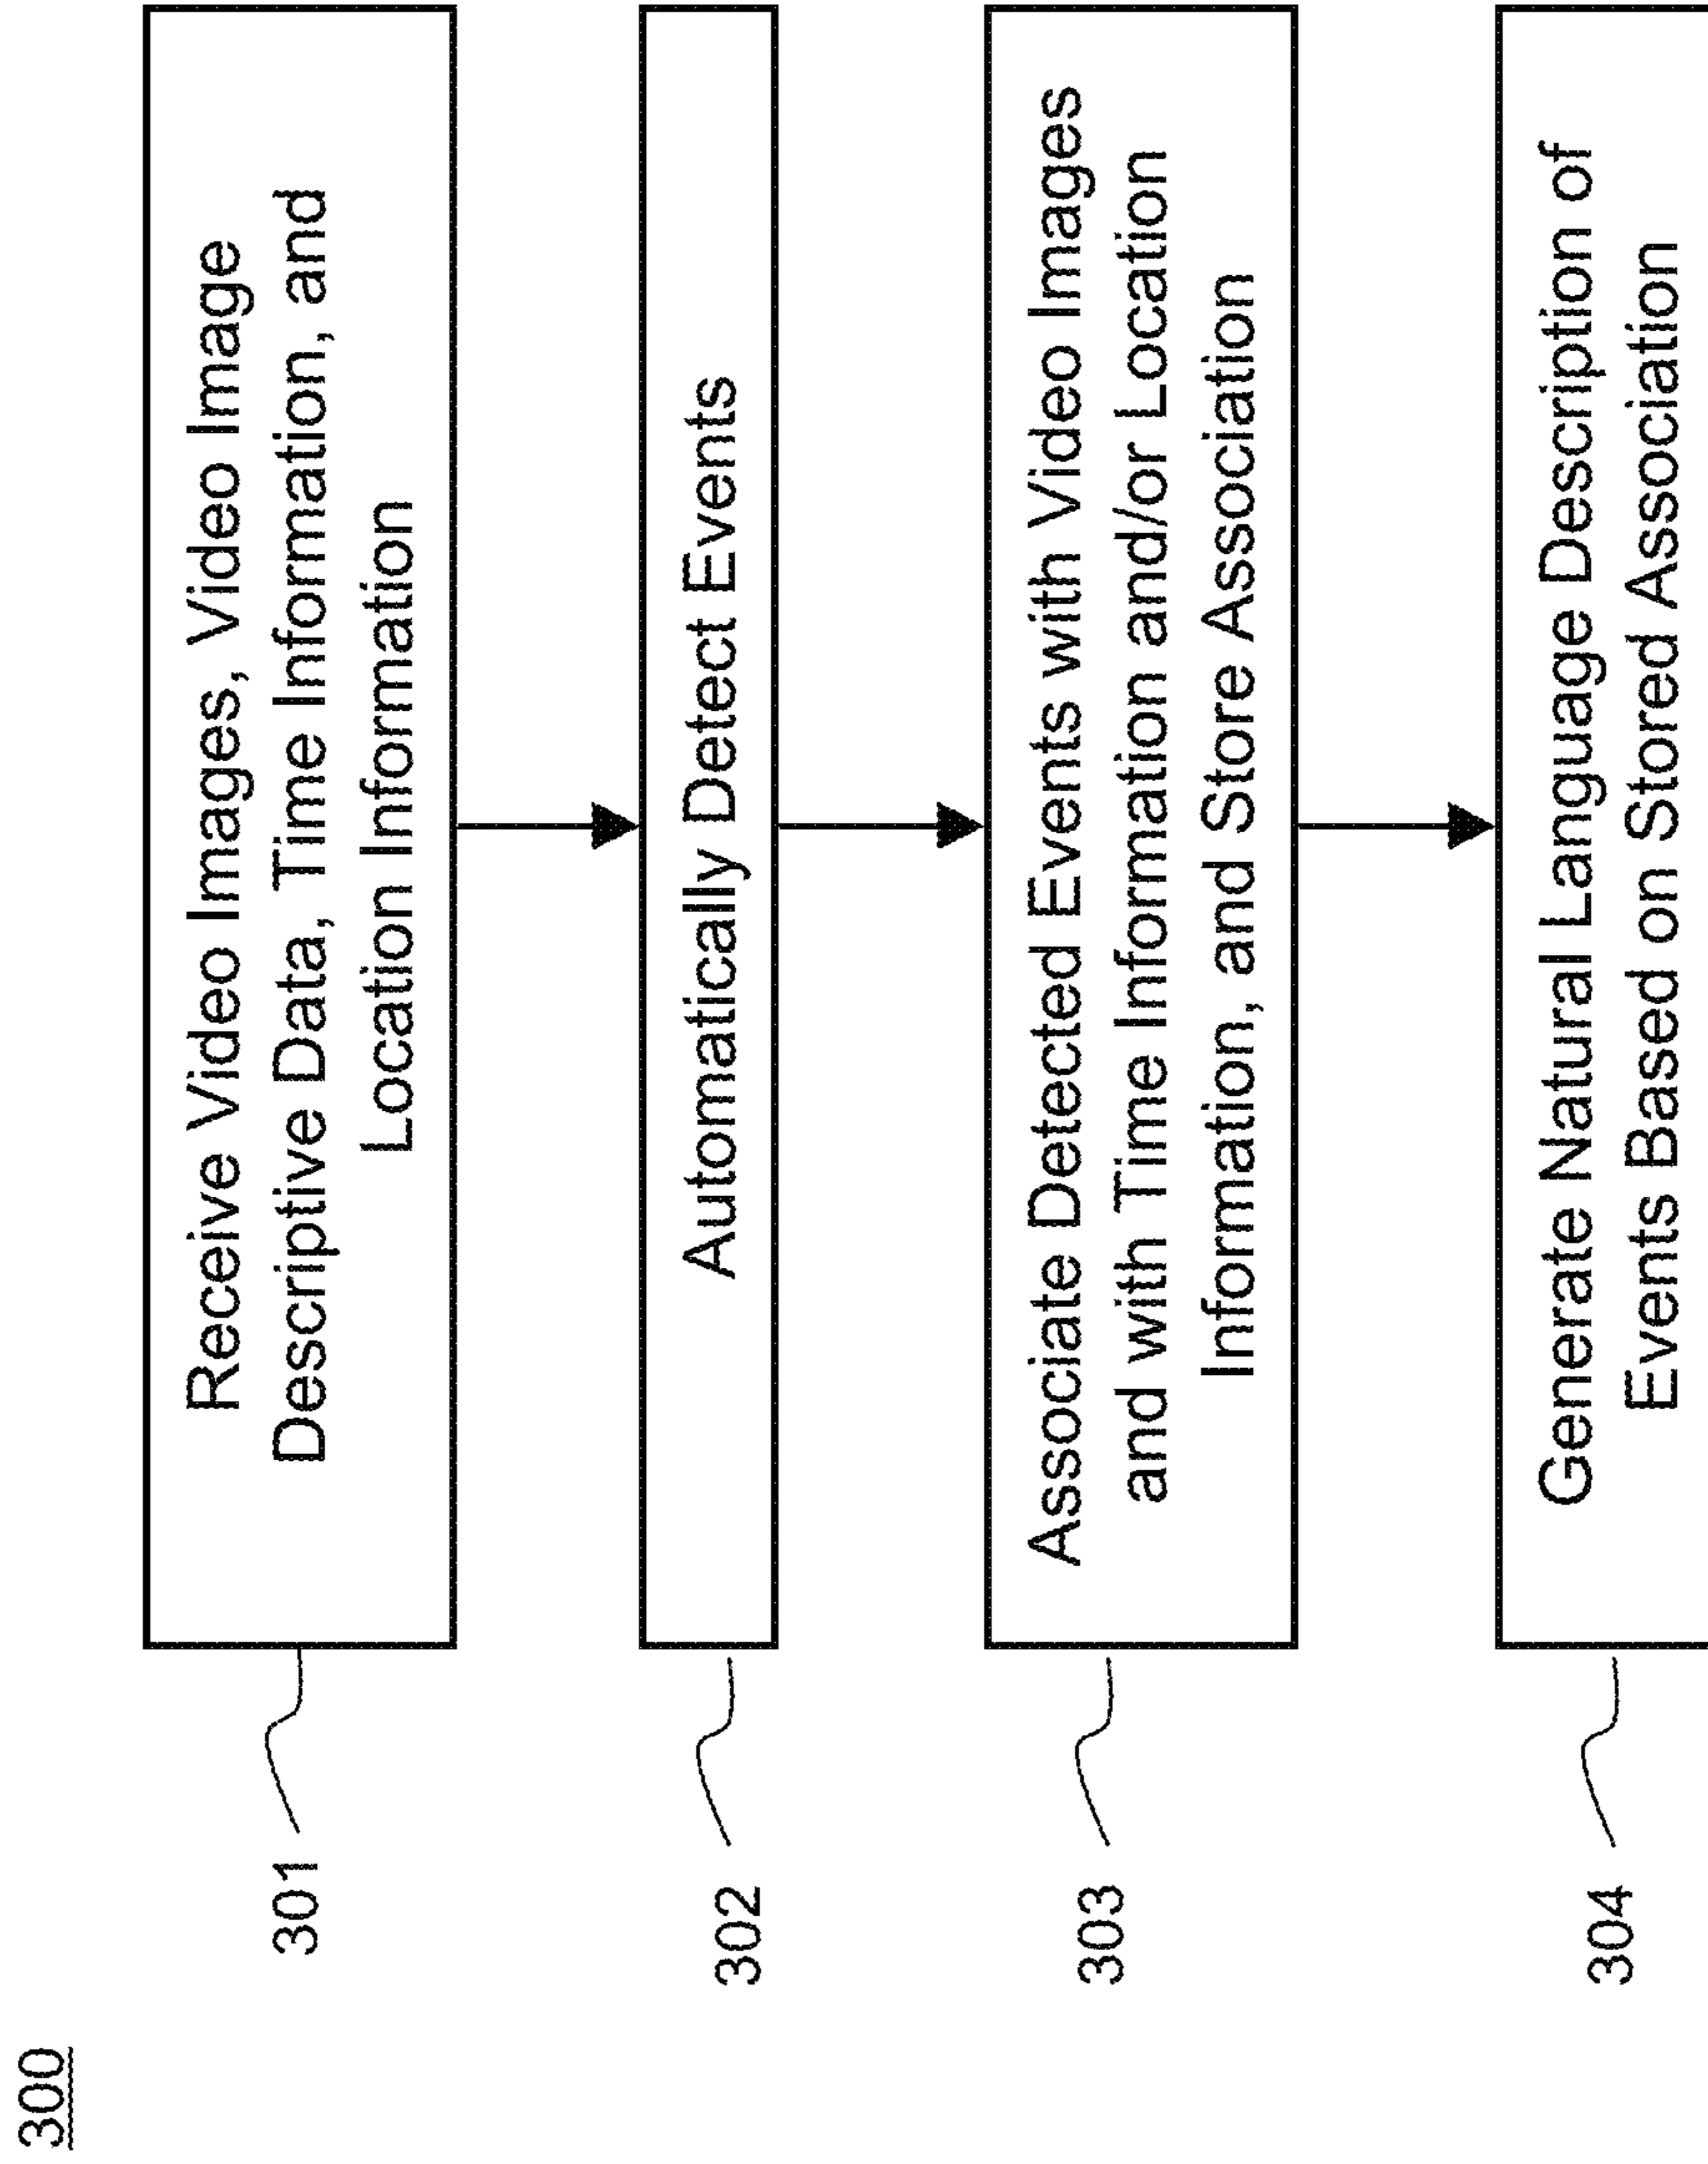 300
301
Receive Video Images, Video Image
Descriptive Data, Time Information, and
Location Information
302
Automatically Detect Events
303
Associate Detected Events with Video Images
and with Time Information and/or Location
Information, and Store Association
304
Generate Natural Language Description of
Events Based on Stored Association